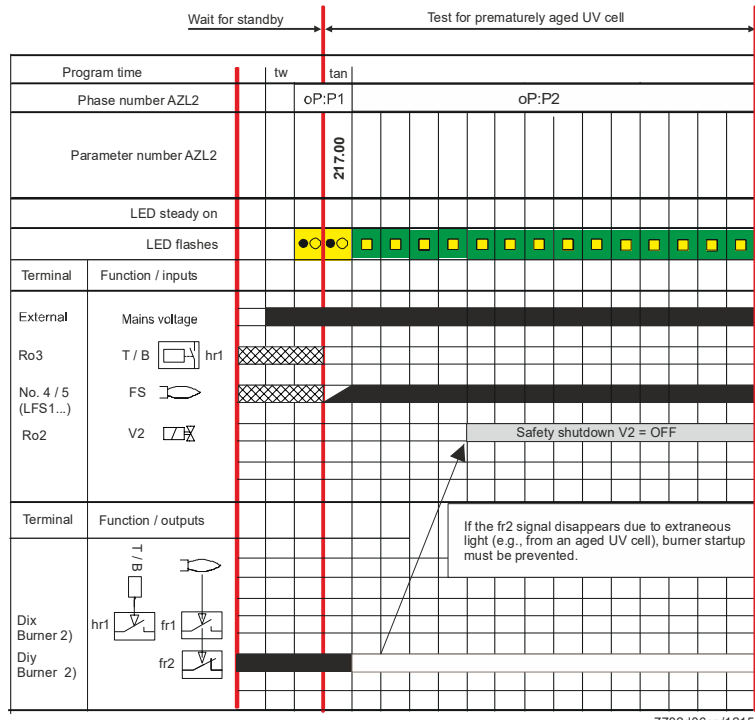 Wait for standby
Test for prematurely aged UV cell
Program time
tw
tan
Phase number AZL2
oP:P1
oP:P2
Parameter number AZL2
217.00
LED steady on
LED flashes
Terminal
Function / inputs
External
Mains voltage
Ro3
T / B
hr1
No. 4 / 5
(LFS1...)
FS
Ro2
V2
Safety shutdown V2 = OFF
Terminal
Function / outputs
If the fr2 signal disappears due to extraneous
light (e.g., from an aged UV cell), burner startup
must be prevented.
T / B
Dix
Burner 2)
hr1
fr1
Diy
Burner 2)
fr2